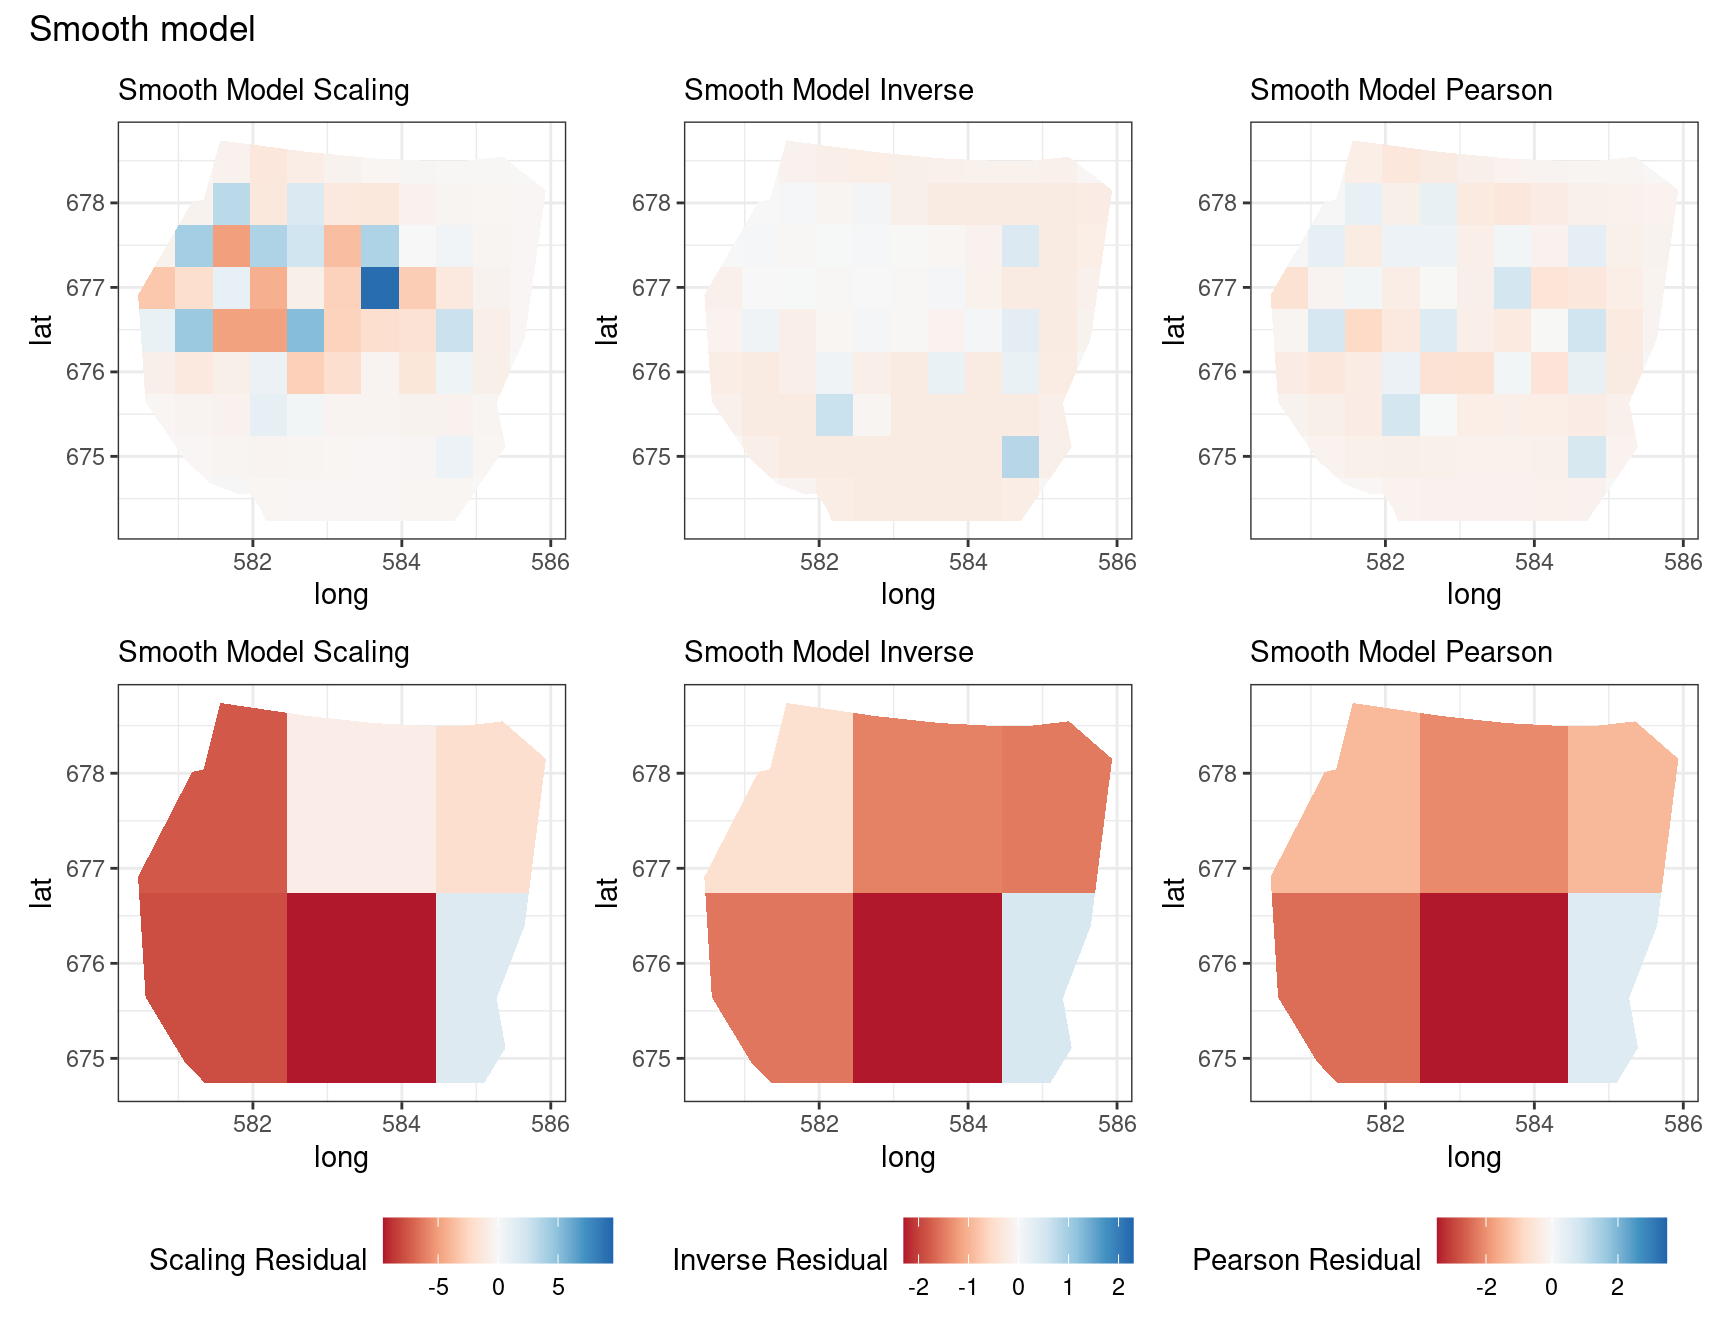 Smooth model
Smooth Model Scaling
Smooth Model Inverse
Smooth Model Pearson
lat
678
677
676
675
582
584
586
long
lat
678
677
676
675
582
584
586
long
lat
678
677
676
675
582
584
586
long
Smooth Model Scaling
Smooth Model Inverse
Smooth Model Pearson
lat
678
677
676
675
582
584
586
long
lat
678
677
676
675
582
584
586
long
lat
678
677
676
675
582
584
586
long
Scaling Residual
-5 0 5
Inverse Residual
-2 -1 0 1 2
Pearson Residual
-2 0 2